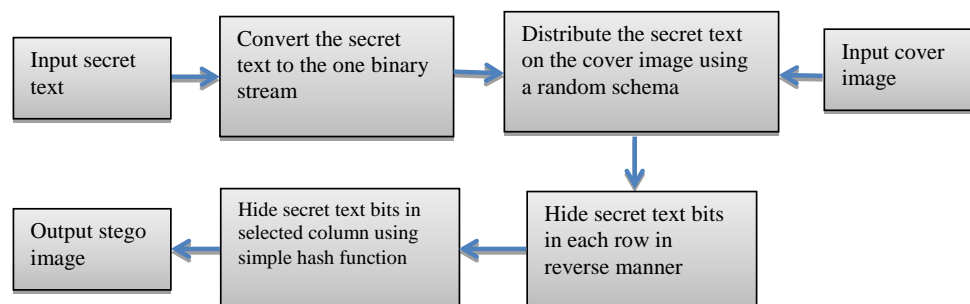 Input secret
text
Convert the secret
text to the one binary
stream
Distribute the secret text
on the cover image using
a random schema
Input cover
image
Hide secret text bits
in each row in
reverse manner
Hide secret text bits in
selected column using
simple hash function
Output stego
image